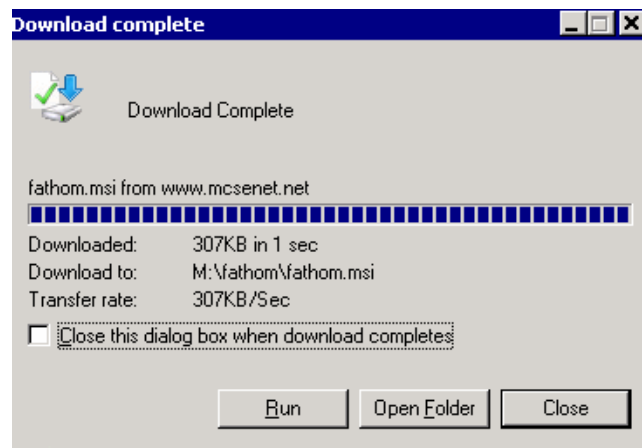 Download complete
Download Complete
fathom.msi from www.mcsenet.net
Downloaded: 307KB in 1 sec
Download to: M:\fathom\fathom.msi
Transfer rate: 307KB/Sec
Close this dialog box when download completes
Run Open Folder Close